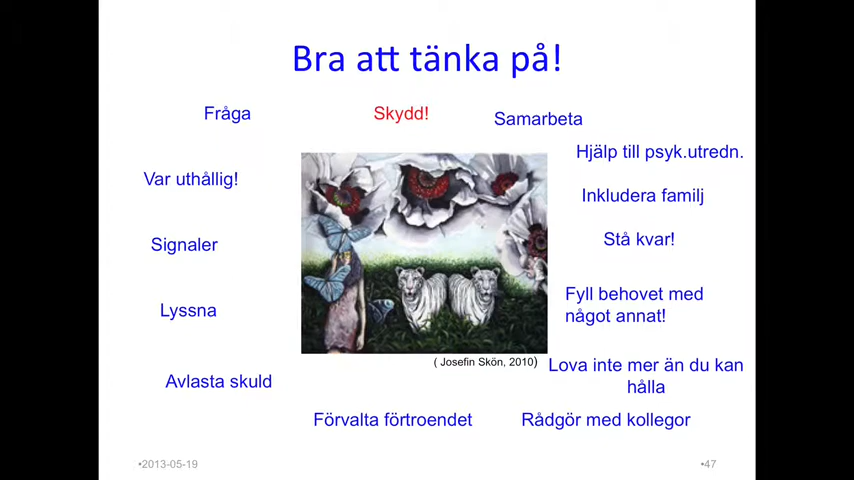 Bra att tänka på!
Fråga
Skydd!
Samarbeta
Hjälp till psyk.utredn.
Var uthållig!
Inkludera familj
Signaler
Stå kvar!
Fyll behovet med
något annat!
Lyssna
( Josefin Skön, 2010)
Lova inte mer än du kan
hålla
Avlasta skuld
Förvalta förtroendet
Rådgör med kollegor
•2013-05-19
•47